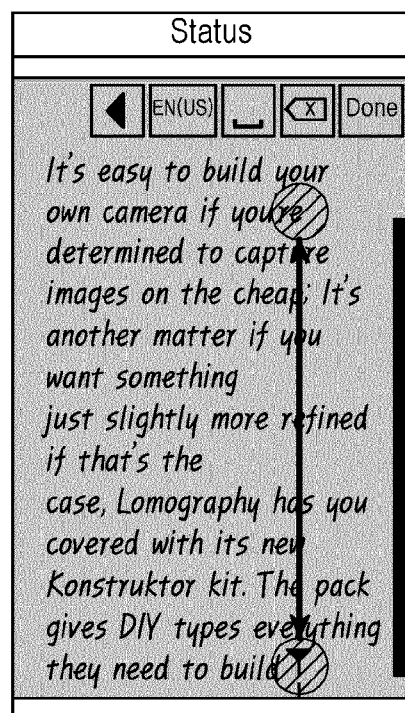 Status
EN(US) X Done
It's easy to build your
own camera if you're
determined to capture
images on the cheap; It's
another matter if you
want something
just slightly more refined
if that's the
case, Lomography has you
covered with its new
Konstruktor kit. The pack
gives DIY types everything
they need to build